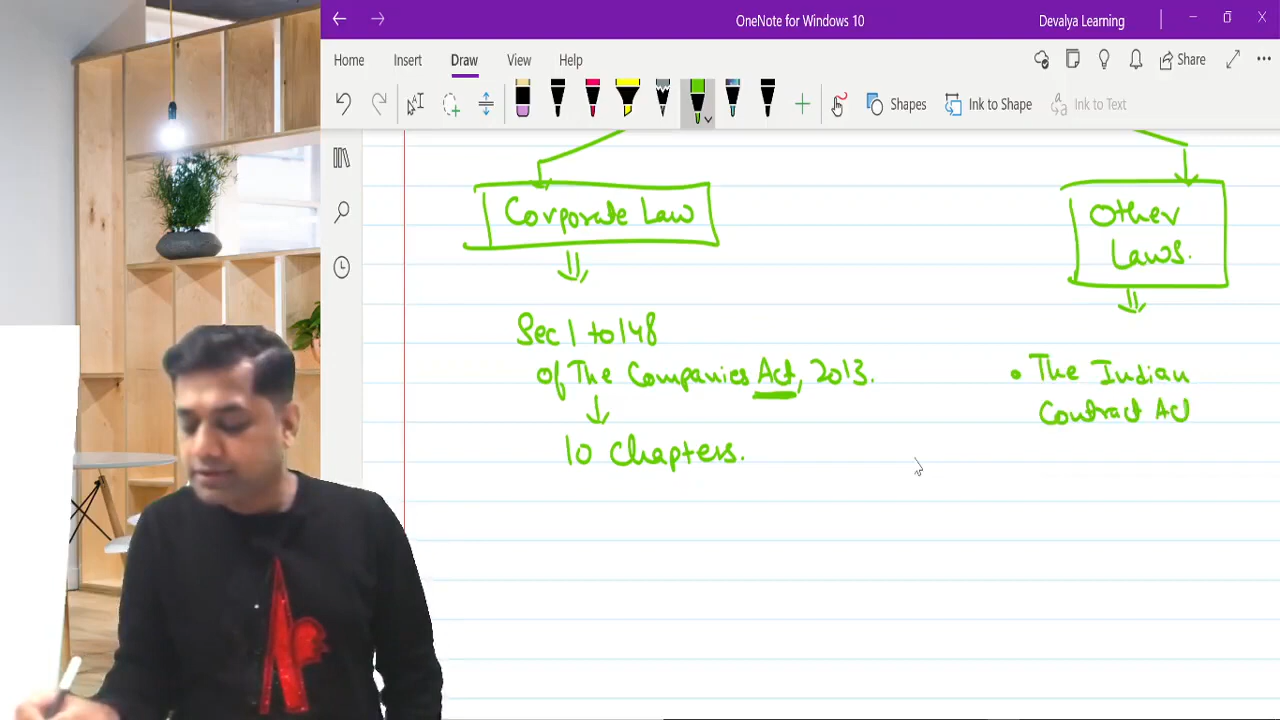 OneNote for Windows 10
Devalya Learning
Home Insert Draw View Help
Share
Shapes Ink to Shape Ink to Text
Corporate Law
Other
Laws.
Sec 1 to 148
of The Companies Act, 2013.
10 Chapters.
• The Indian
Contract Act